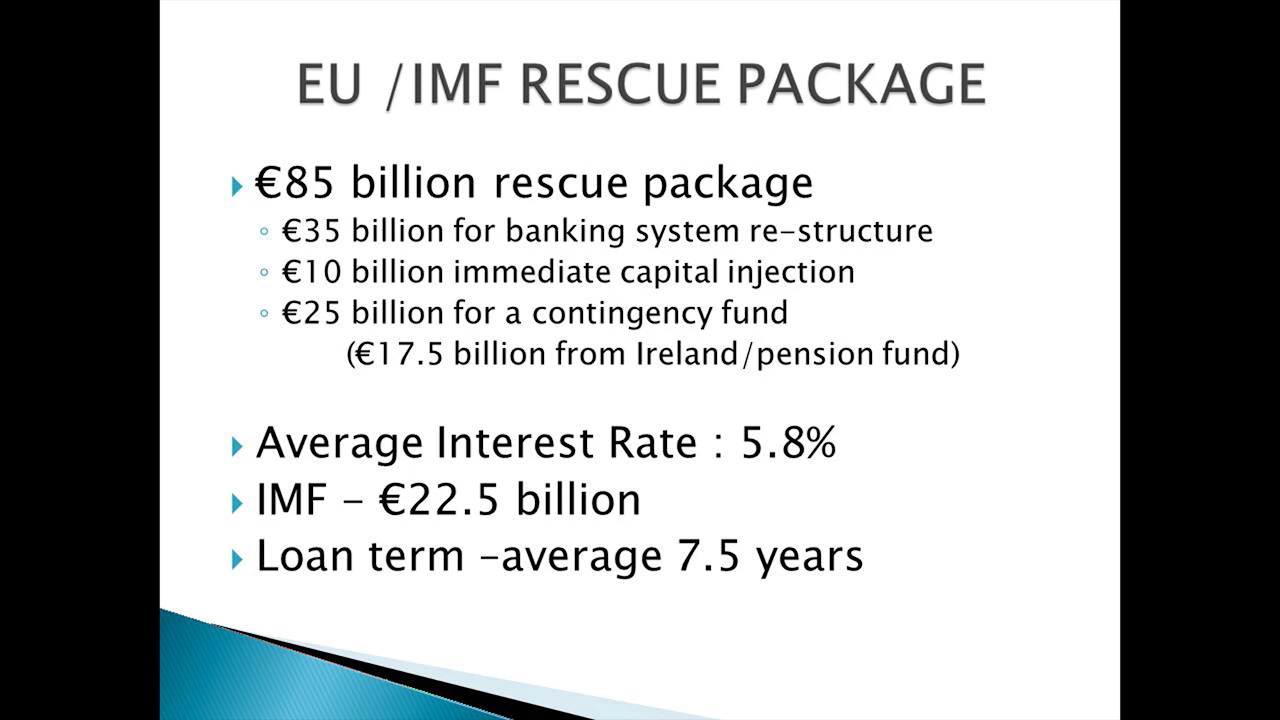 EU /IMF RESCUE PACKAGE
€85 billion rescue package
€35 billion for banking system re-structure
€10 billion immediate capital injection
€25 billion for a contingency fund
(€17.5 billion from Ireland/pension fund)
Average Interest Rate : 5.8%
IMF – €22.5 billion
Loan term –average 7.5 years